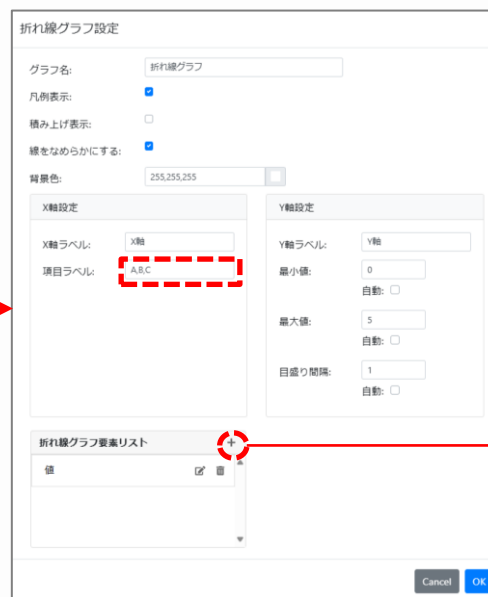 折れ線グラフ設定
グラフ名: 折れ線グラフ
凡例表示:
積み上げ表示:
線をなめらかにする:
背景色: 255,255,255
X軸設定
X軸ラベル: X軸
項目ラベル: A,B,C
Y軸設定
Y軸ラベル: Y軸
最小値: 0
自動:
最大値: 5
自動:
目盛り間隔: 1
自動:
折れ線グラフ要素リスト +
値
Cancel OK